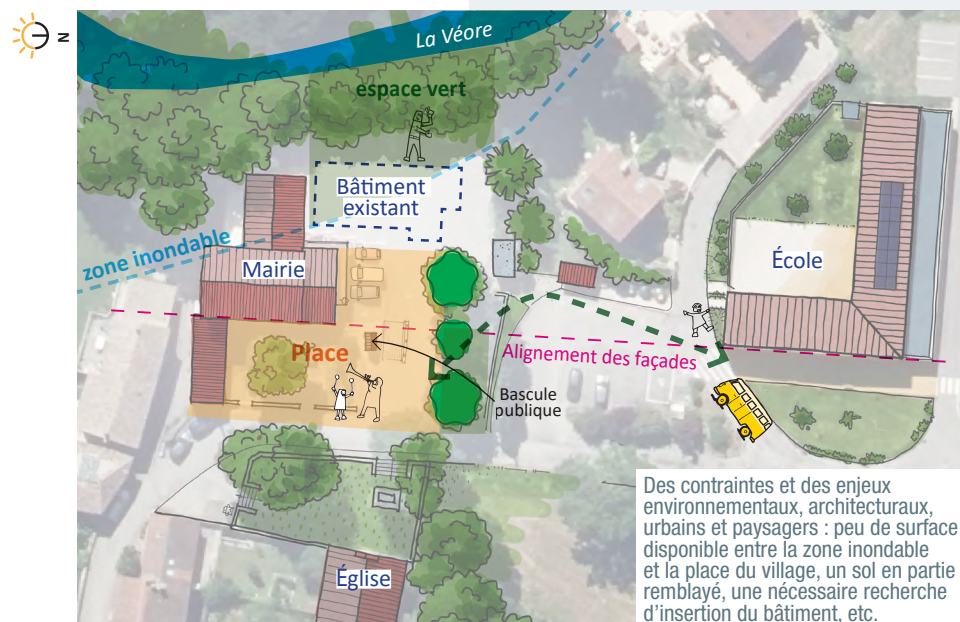 N
La Véore
espace vert
Bâtiment
existant
zone inondable
Mairie
École
Place
Alignement des façades
Bascule
publique
Église
Des contraintes et des enjeux
environnementaux, architecturaux,
urbains et paysagers : peu de surface
disponible entre la zone inondable
et la place du village, un sol en partie
remblayé, une nécessaire recherche
d’insertion du bâtiment, etc.